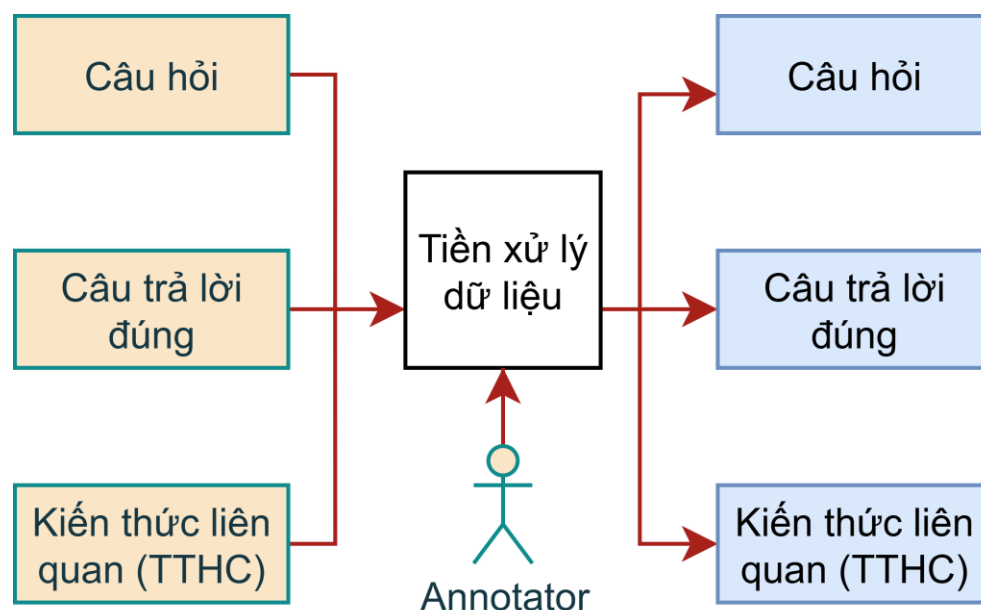 Câu hỏi
Câu trả lời
đúng
Kiến thức liên
quan (TTHC)
Tiền xử lý
dữ liệu
Annotator
Câu hỏi
Câu trả lời
đúng
Kiến thức liên
quan (TTHC)